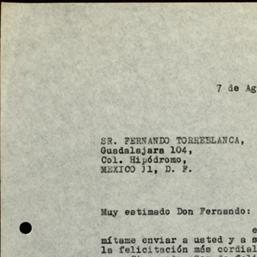 7 de Ag
SR. FERNANDO TORREBLANCA,
Guadalajara 104,
Col. Hipódromo,
MEXICO 11, D. F.
Muy estimado Don Fernando:
mítame enviar a usted y a s
la felicitación más cordial